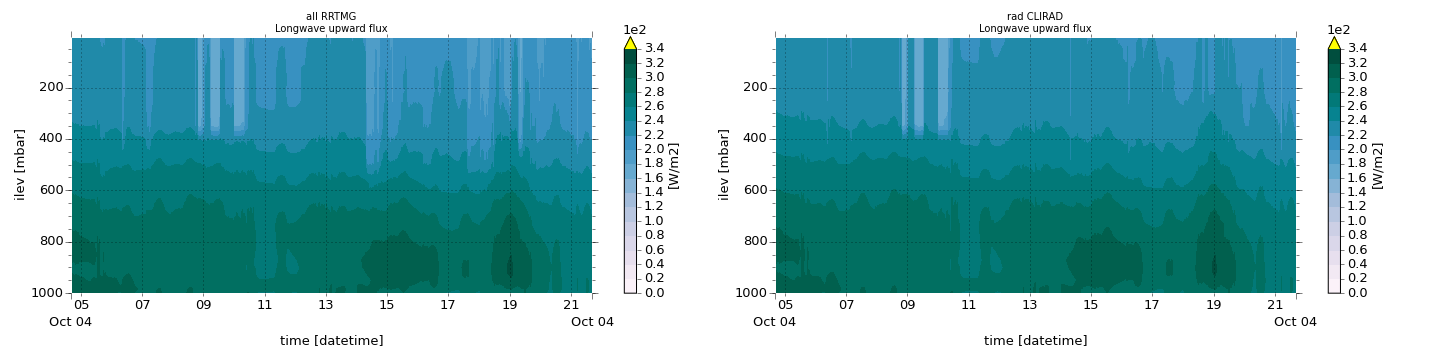 all RRTMG
Longwave upward flux
1e2
3.4
3.2
3.0
2.8
2.6
2.4
2.2
2.0
1.8
1.6
1.4
1.2
1.0
0.8
0.6
0.4
0.2
0.0
[W/m2]
200
400
600
800
1000
ilev [mbar]
05 07 09 11 13 15 17 19 21
Oct 04 Oct 04
time [datetime]
rad CLIRAD
Longwave upward flux
1e2
3.4
3.2
3.0
2.8
2.6
2.4
2.2
2.0
1.8
1.6
1.4
1.2
1.0
0.8
0.6
0.4
0.2
0.0
[W/m2]
200
400
600
800
1000
ilev [mbar]
05 07 09 11 13 15 17 19 21
Oct 04 Oct 04
time [datetime]